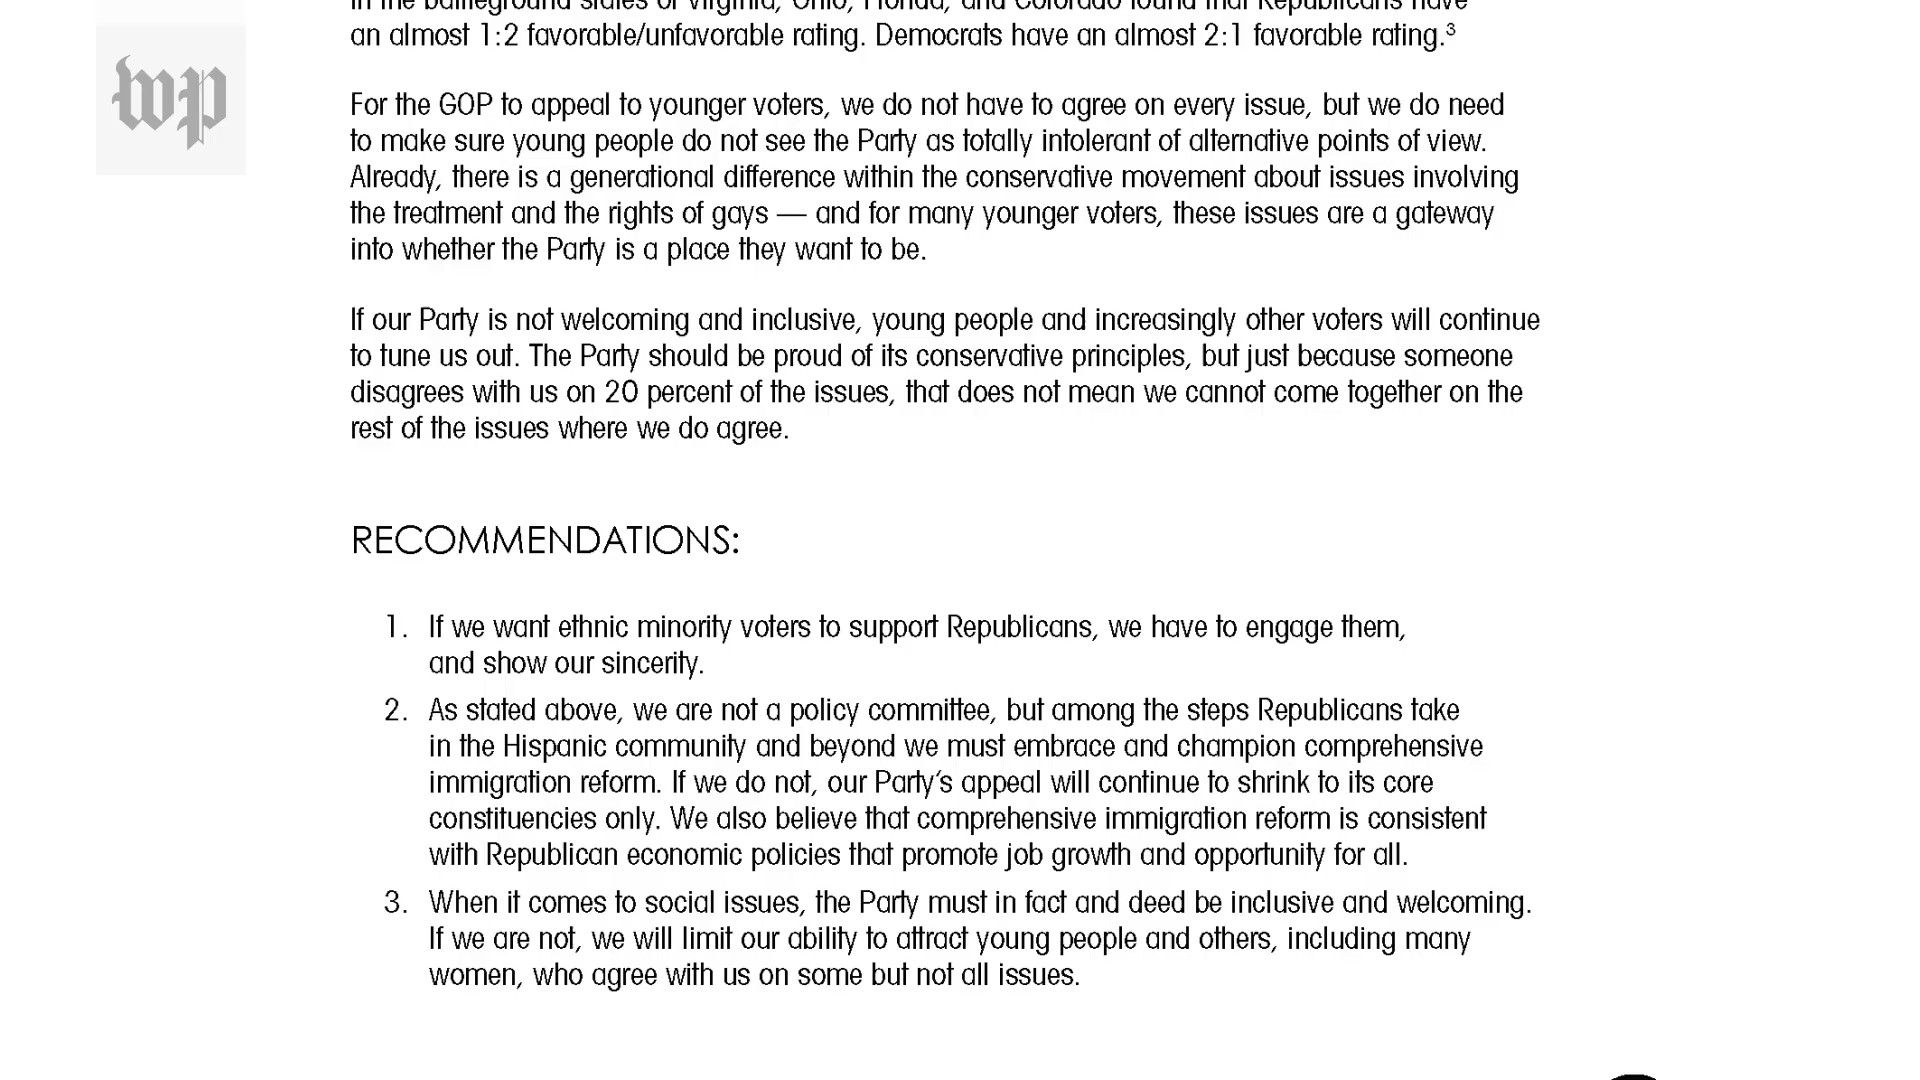 in the battleground states of Virginia, Ohio, Florida, and Colorado found that Republicans have
an almost 1:2 favorable/unfavorable rating. Democrats have an almost 2:1 favorable rating.³
wp
For the GOP to appeal to younger voters, we do not have to agree on every issue, but we do need
to make sure young people do not see the Party as totally intolerant of alternative points of view.
Already, there is a generational difference within the conservative movement about issues involving
the treatment and the rights of gays — and for many younger voters, these issues are a gateway
into whether the Party is a place they want to be.
If our Party is not welcoming and inclusive, young people and increasingly other voters will continue
to tune us out. The Party should be proud of its conservative principles, but just because someone
disagrees with us on 20 percent of the issues, that does not mean we cannot come together on the
rest of the issues where we do agree.
RECOMMENDATIONS:
1. If we want ethnic minority voters to support Republicans, we have to engage them,
and show our sincerity.
2. As stated above, we are not a policy committee, but among the steps Republicans take
in the Hispanic community and beyond we must embrace and champion comprehensive
immigration reform. If we do not, our Party’s appeal will continue to shrink to its core
constituencies only. We also believe that comprehensive immigration reform is consistent
with Republican economic policies that promote job growth and opportunity for all.
3. When it comes to social issues, the Party must in fact and deed be inclusive and welcoming.
If we are not, we will limit our ability to attract young people and others, including many
women, who agree with us on some but not all issues.